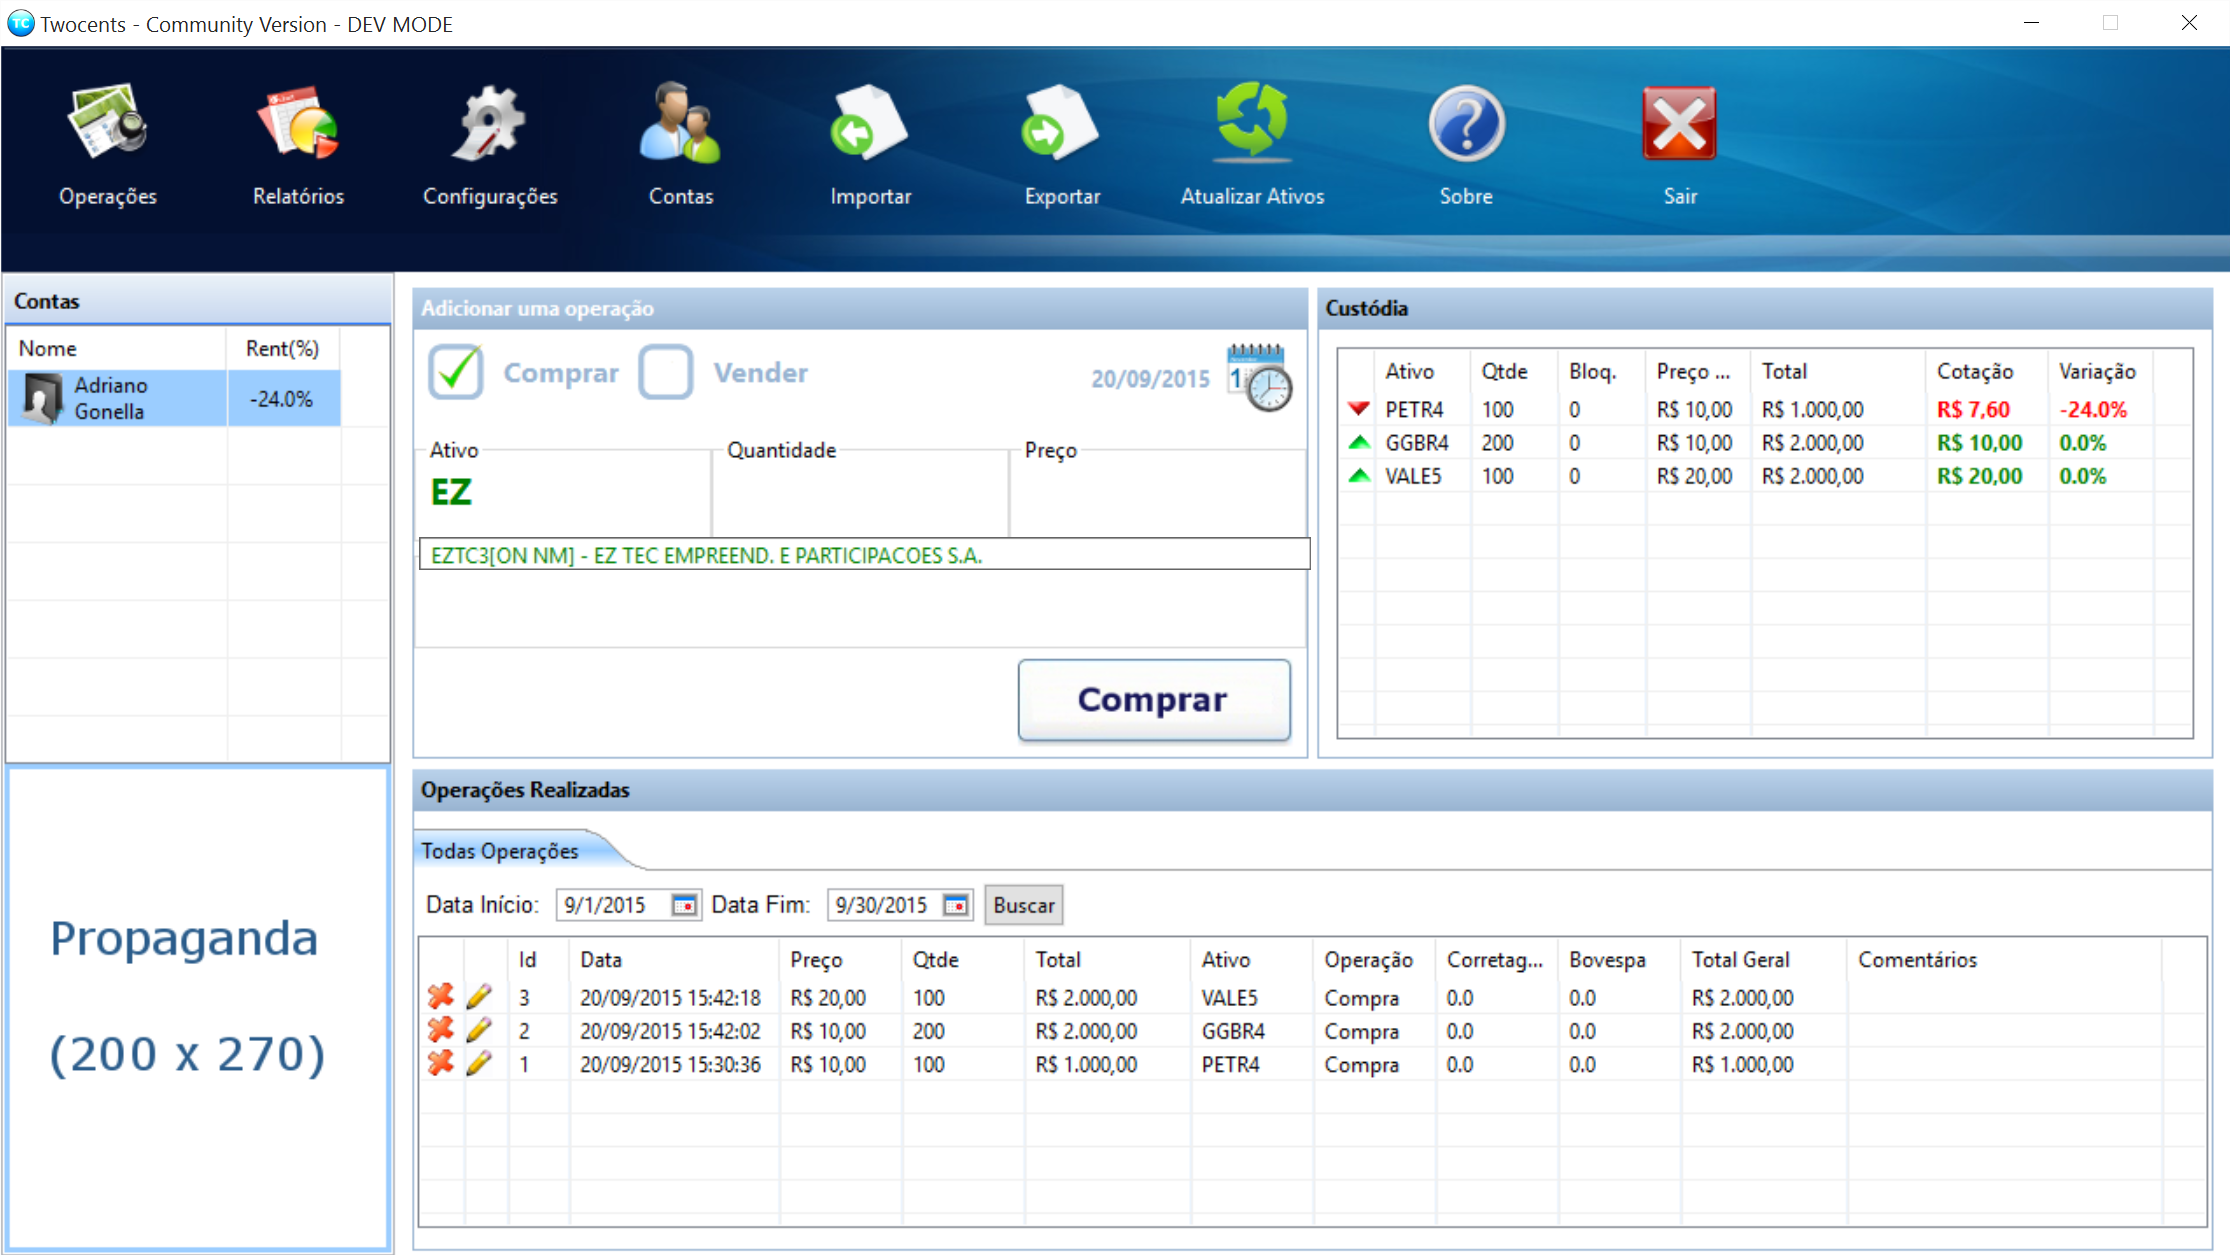 Twocents - Community Version - DEV MODE
Operações Relatórios Configurações Contas Importar Exportar Atualizar Ativos Sobre Sair
Contas
Nome Rent(%)
Adriano Gonella -24.0%
Propaganda
(200 x 270)
Adicionar uma operação
Comprar Vender 20/09/2015
Ativo Quantidade Preço
EZ
EZTC3[ON NM] - EZ TEC EMPREEND. E PARTICIPACOES S.A.
Comprar
Custódia
Ativo Qtde Bloq. Preço ... Total Cotação Variação
PETR4 100 0 R$ 10,00 R$ 1.000,00 R$ 7,60 -24.0%
GGBR4 200 0 R$ 10,00 R$ 2.000,00 R$ 10,00 0.0%
VALE5 100 0 R$ 20,00 R$ 2.000,00 R$ 20,00 0.0%
Operações Realizadas
Todas Operações
Data Início: 9/1/2015 Data Fim: 9/30/2015 Buscar
Id Data Preço Qtde Total Ativo Operação Corretag... Bovespa Total Geral Comentários
3 20/09/2015 15:42:18 R$ 20,00 100 R$ 2.000,00 VALE5 Compra 0.0 0.0 R$ 2.000,00
2 20/09/2015 15:42:02 R$ 10,00 200 R$ 2.000,00 GGBR4 Compra 0.0 0.0 R$ 2.000,00
1 20/09/2015 15:30:36 R$ 10,00 100 R$ 1.000,00 PETR4 Compra 0.0 0.0 R$ 1.000,00